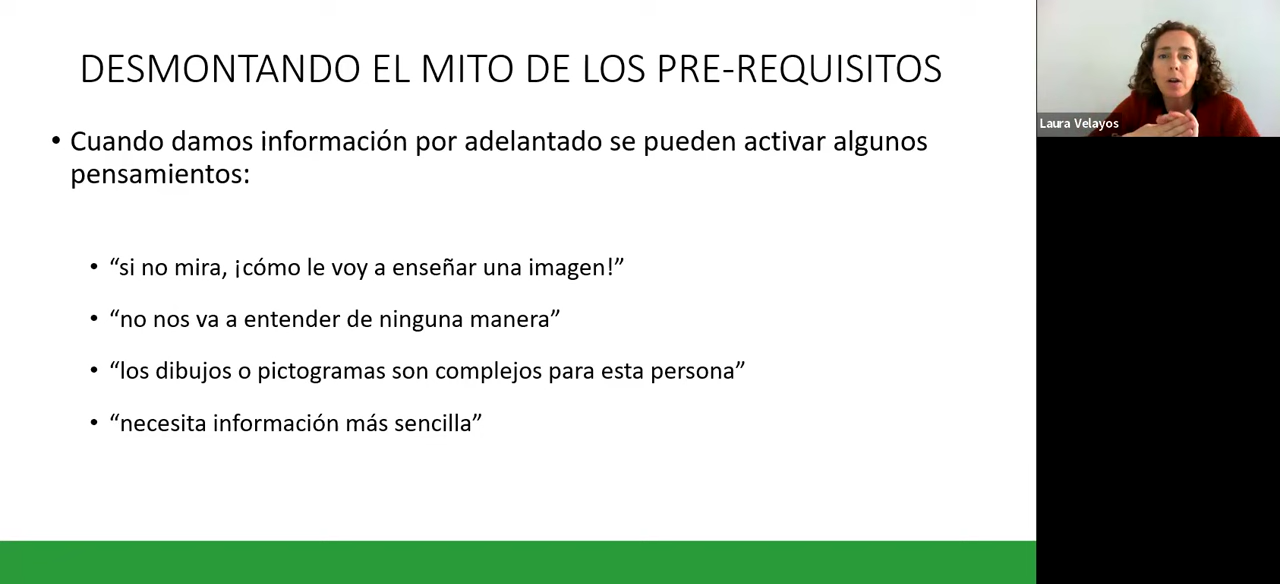 DESMONTANDO EL MITO DE LOS PRE-REQUISITOS
• Cuando damos información por adelantado se pueden activar algunos
pensamientos:
• “si no mira, ¡cómo le voy a enseñar una imagen!”
• “no nos va a entender de ninguna manera”
• “los dibujos o pictogramas son complejos para esta persona”
• “necesita información más sencilla”
Laura Velayos